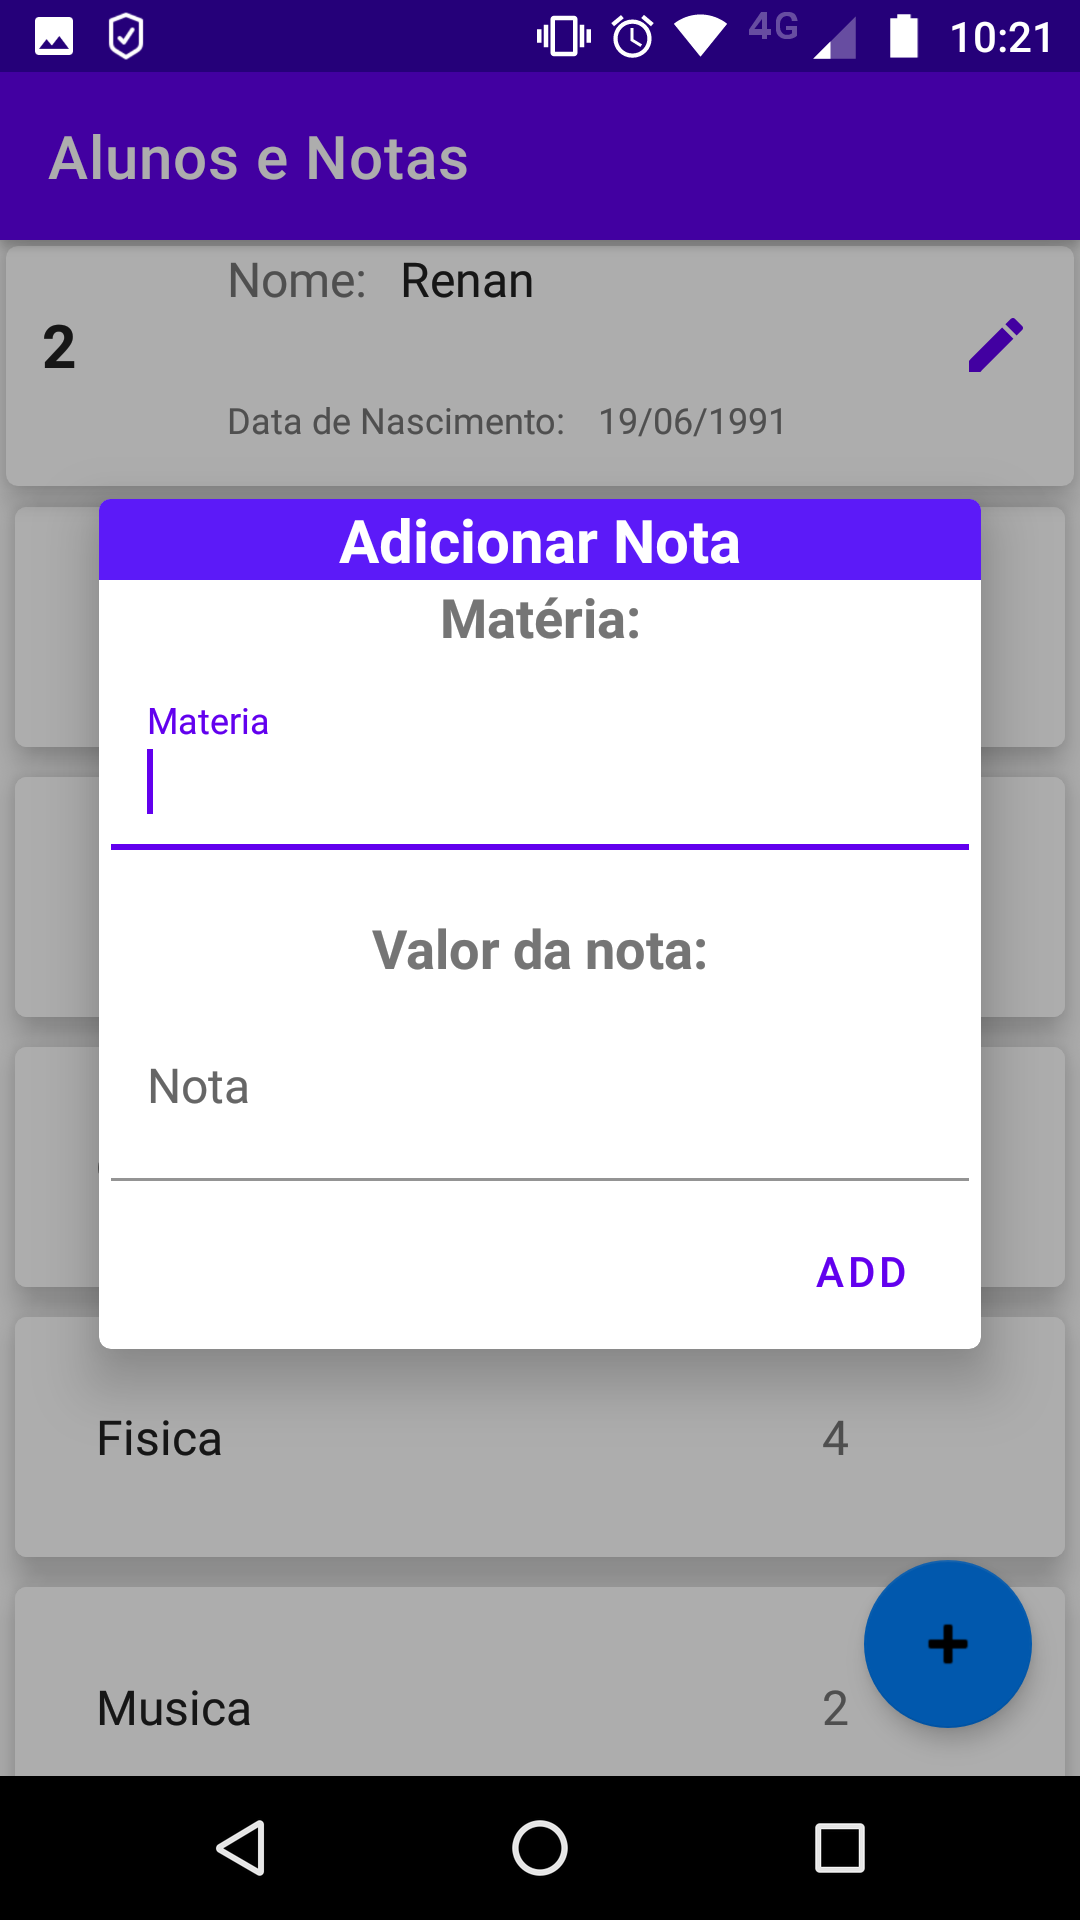 4G 10:21
Alunos e Notas
Nome: Renan
2
Data de Nascimento: 19/06/1991
Adicionar Nota
Matéria:
Materia
Valor da nota:
Nota
ADD
Fisica 4
Musica 2